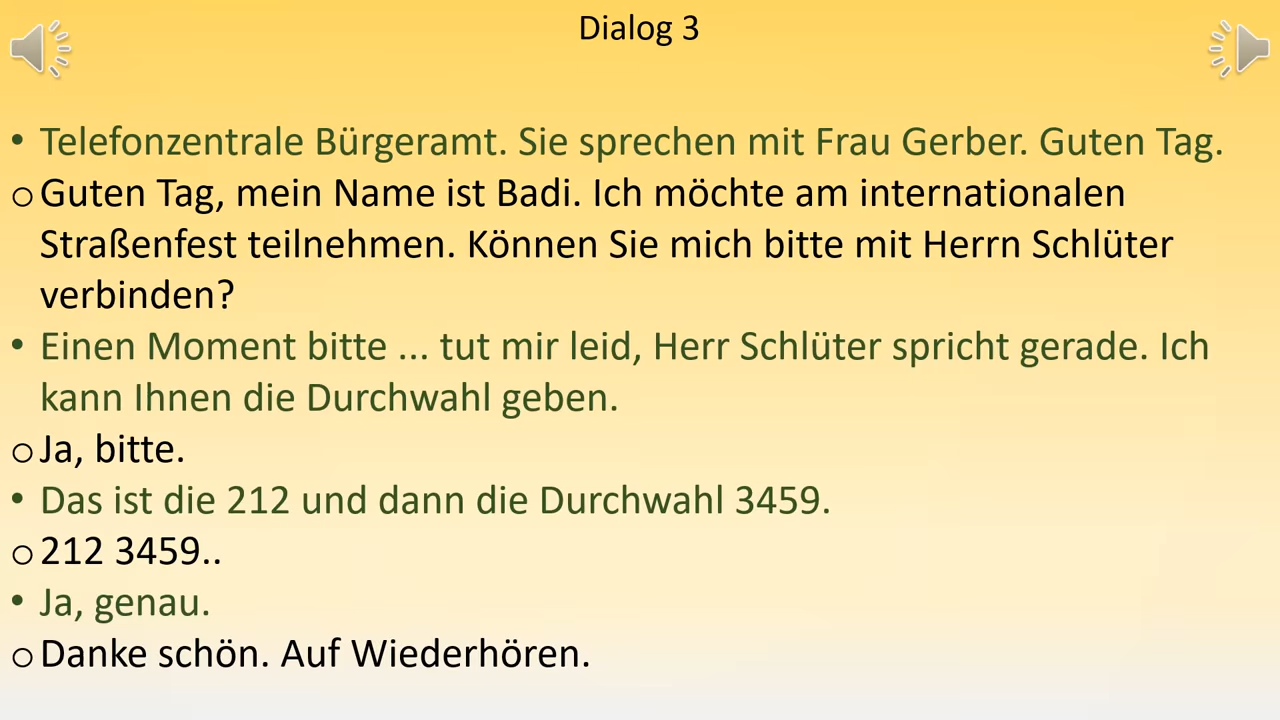 Dialog 3
• Telefonzentrale Bürgeramt. Sie sprechen mit Frau Gerber. Guten Tag.
o Guten Tag, mein Name ist Badi. Ich möchte am internationalen
Straßenfest teilnehmen. Können Sie mich bitte mit Herrn Schlüter
verbinden?
• Einen Moment bitte ... tut mir leid, Herr Schlüter spricht gerade. Ich
kann Ihnen die Durchwahl geben.
o Ja, bitte.
• Das ist die 212 und dann die Durchwahl 3459.
o 212 3459..
• Ja, genau.
o Danke schön. Auf Wiederhören.